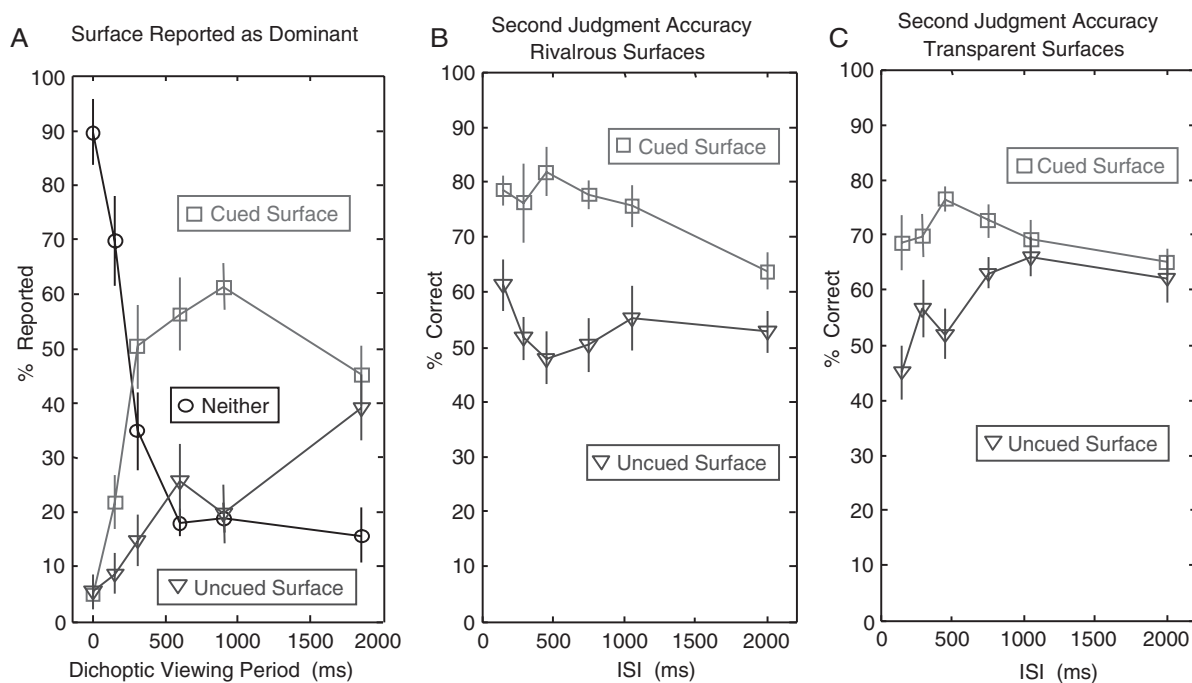 A
Surface Reported as Dominant
% Reported
100
90
80
70
60
50
40
30
20
10
0
Cued Surface
Neither
Uncued Surface
0 500 1000 1500 2000
Dichoptic Viewing Period (ms)
B
Second Judgment Accuracy
Rivalrous Surfaces
% Correct
100
90
80
70
60
50
40
30
20
10
0
Cued Surface
Uncued Surface
0 500 1000 1500 2000
ISI (ms)
C
Second Judgment Accuracy
Transparent Surfaces
% Correct
100
90
80
70
60
50
40
30
20
10
0
Cued Surface
Uncued Surface
0 500 1000 1500 2000
ISI (ms)